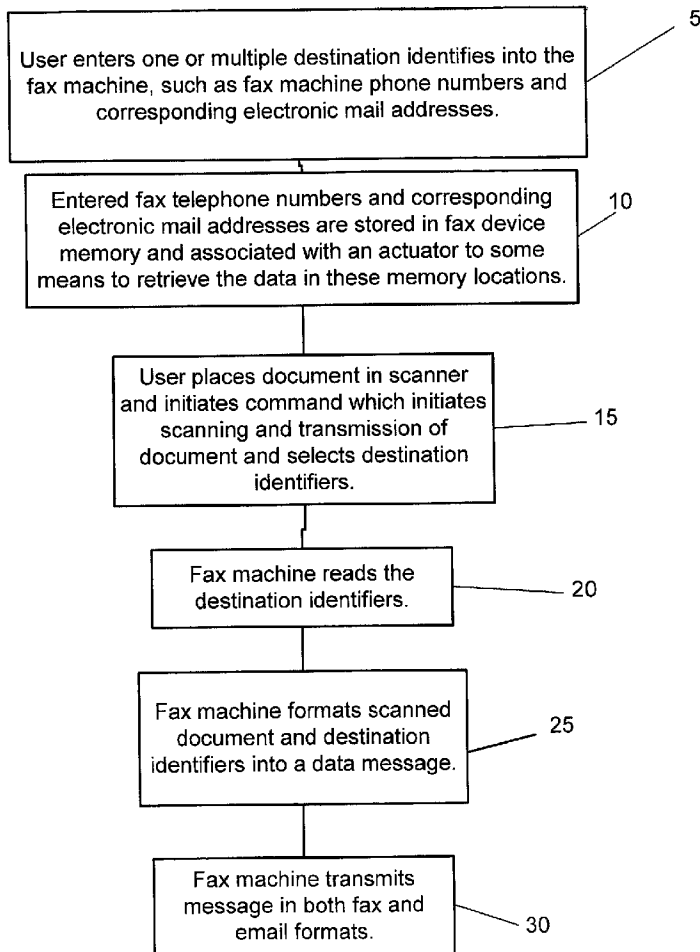 5
User enters one or multiple destination identifies into the
fax machine, such as fax machine phone numbers and
corresponding electronic mail addresses.
Entered fax telephone numbers and corresponding
electronic mail addresses are stored in fax device
memory and associated with an actuator to some
means to retrieve the data in these memory locations.
10
User places document in scanner
and initiates command which initiates
scanning and transmission of
document and selects destination
identifiers.
15
Fax machine reads the
destination identifiers.
20
Fax machine formats scanned
document and destination
identifiers into a data message.
25
Fax machine transmits
message in both fax and
email formats.
30